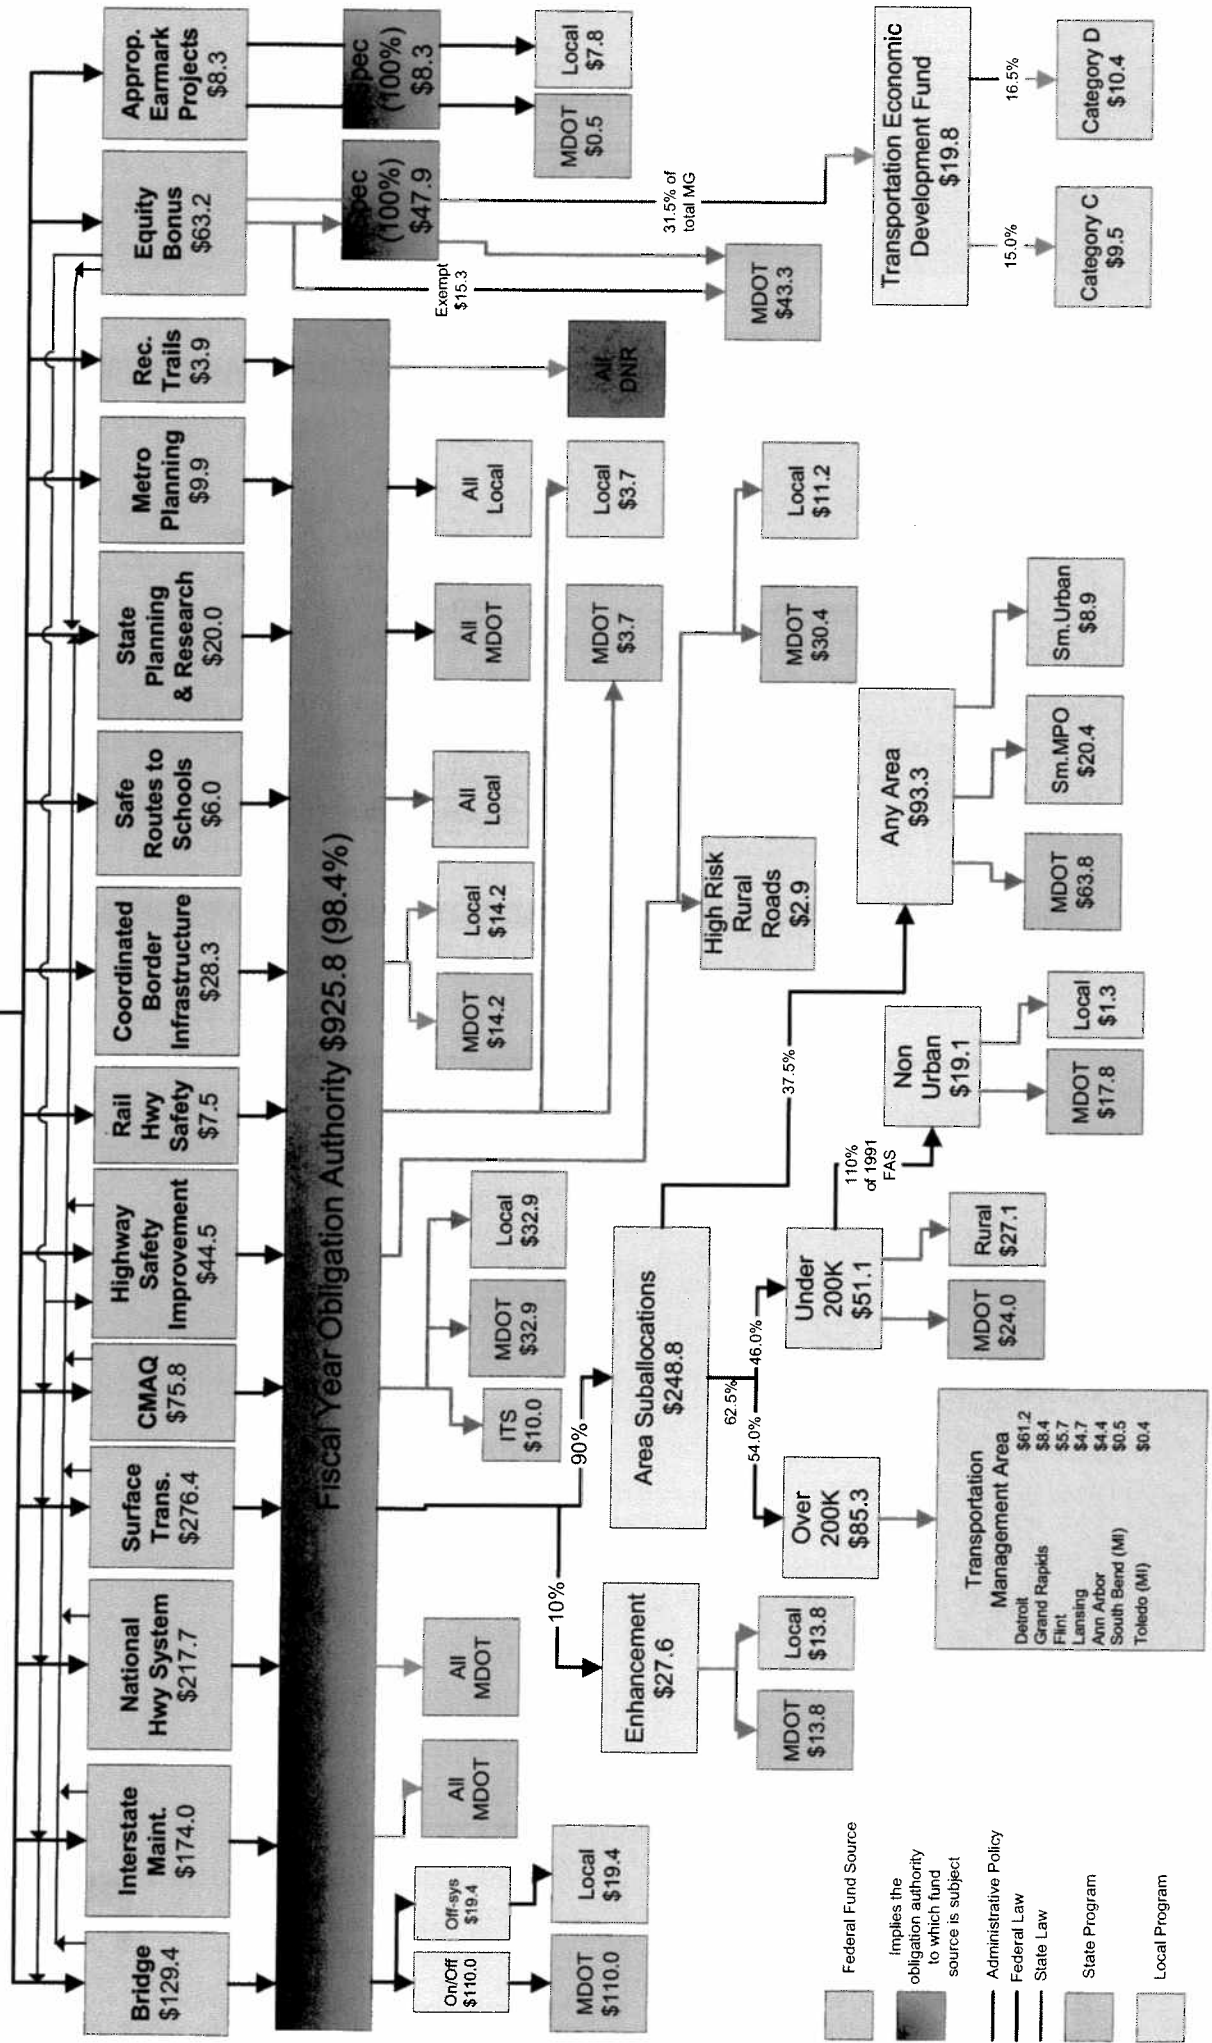 Bridge
$129.4
Interstate
Maint.
$174.0
National
Hwy System
$217.7
Surface
Trans.
$276.4
CMAQ
$75.8
Highway
Safety
Improvement
$44.5
Rail
Hwy
Safety
$7.5
Coordinated
Border
Infrastructure
$28.3
Safe
Routes to
Schools
$6.0
State
Planning
& Research
$20.0
Metro
Planning
$9.9
Rec.
Trails
$3.9
Equity
Bonus
$63.2
Approp.
Earmark
Projects
$8.3
Fiscal Year Obligation Authority $925.8 (98.4%)
Spec
(100%)
$47.9
Spec
(100%)
$8.3
On/Off
$110.0
Off-sys
$19.4
MDOT
$110.0
Local
$19.4
All
MDOT
All
MDOT
10%
90%
Enhancement
$27.6
MDOT
$13.8
Local
$13.8
ITS
$10.0
MDOT
$32.9
Local
$32.9
Area Suballocations
$248.8
62.5%
54.0%
46.0%
37.5%
Over
200K
$85.3
Under
200K
$51.1
110%
of 1991
FAS
Transportation
Management Area
Detroit $61.2
Grand Rapids $8.4
Flint $5.7
Lansing $4.7
Ann Arbor $4.4
South Bend (MI) $0.5
Toledo (MI) $0.4
MDOT
$24.0
Rural
$27.1
Non
Urban
$19.1
MDOT
$17.8
Local
$1.3
Any Area
$93.3
MDOT
$63.8
Sm.MPO
$20.4
Sm.Urban
$8.9
MDOT
$14.2
Local
$14.2
All
Local
All
MDOT
All
Local
MDOT
$3.7
Local
$3.7
High Risk
Rural
Roads
$2.9
MDOT
$30.4
Local
$11.2
All
DNR
Exempt
$15.3
31.5% of
total MG
MDOT
$43.3
MDOT
$0.5
Local
$7.8
Transportation Economic
Development Fund
$19.8
15.0%
16.5%
Category C
$9.5
Category D
$10.4
Federal Fund Source
Implies the
obligation authority
to which fund
source is subject
Administrative Policy
Federal Law
State Law
State Program
Local Program